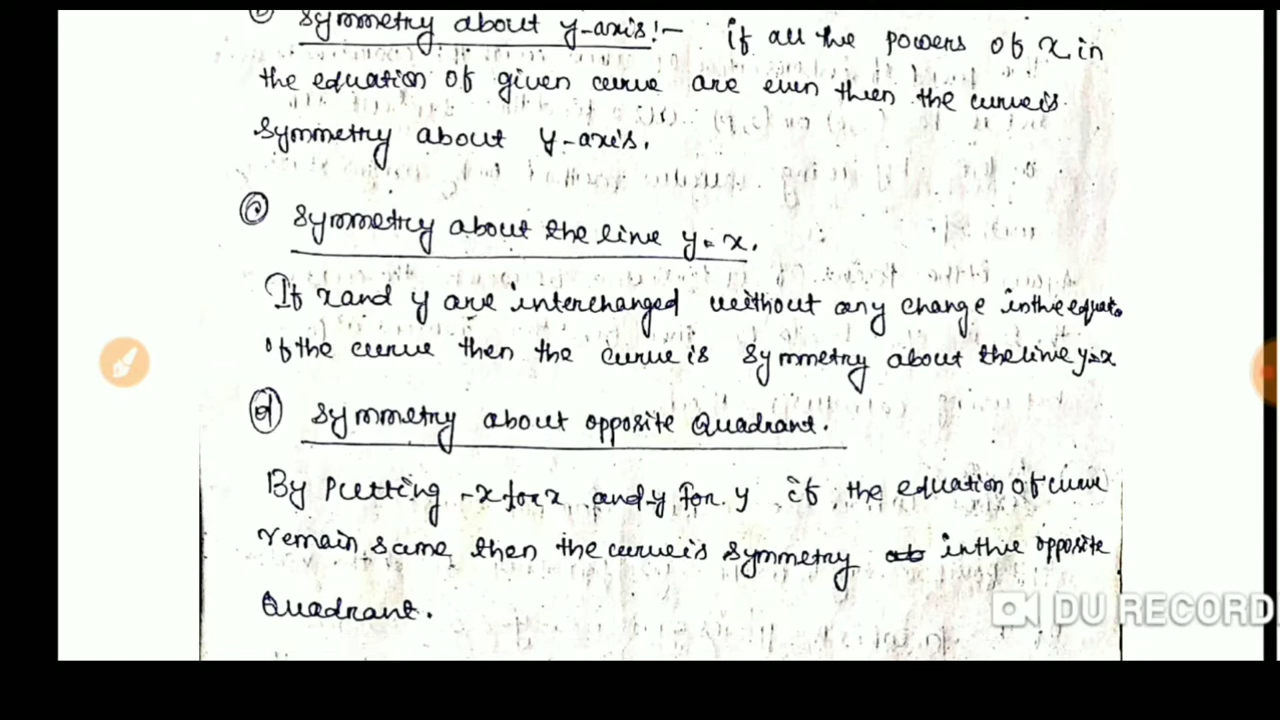 ⓑ Symmetry about y-axis!- if all the powers of x in
the equation of given curve are even then the curve is
Symmetry about y-axis.
ⓒ Symmetry about the line y=x.
If x and y are interchanged without any change in the equat.
of the curve then the curve is symmetry about the line y=x
ⓓ Symmetry about opposite Quadrant.
By Putting -x for x and -y for y if the equation of curve
remain same then the curve is symmetry in the opposite
Quadrant.
DU RECORD